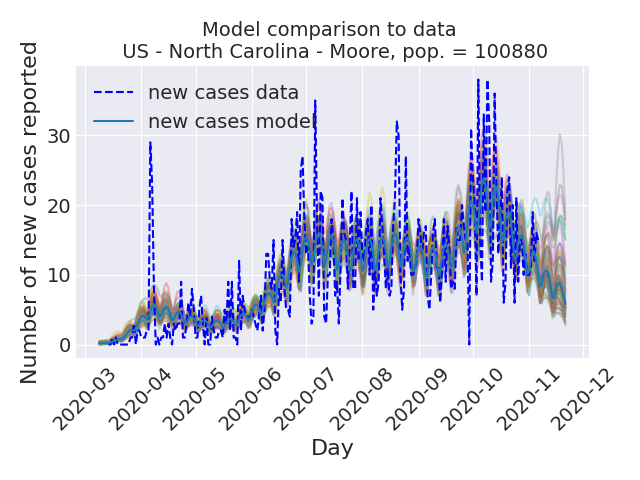 Model comparison to data
US - North Carolina - Moore, pop. = 100880
Number of new cases reported
new cases data
new cases model
30
20
10
0
2020-03
2020-04
2020-05
2020-06
2020-07
2020-08
2020-09
2020-10
2020-11
2020-12
Day